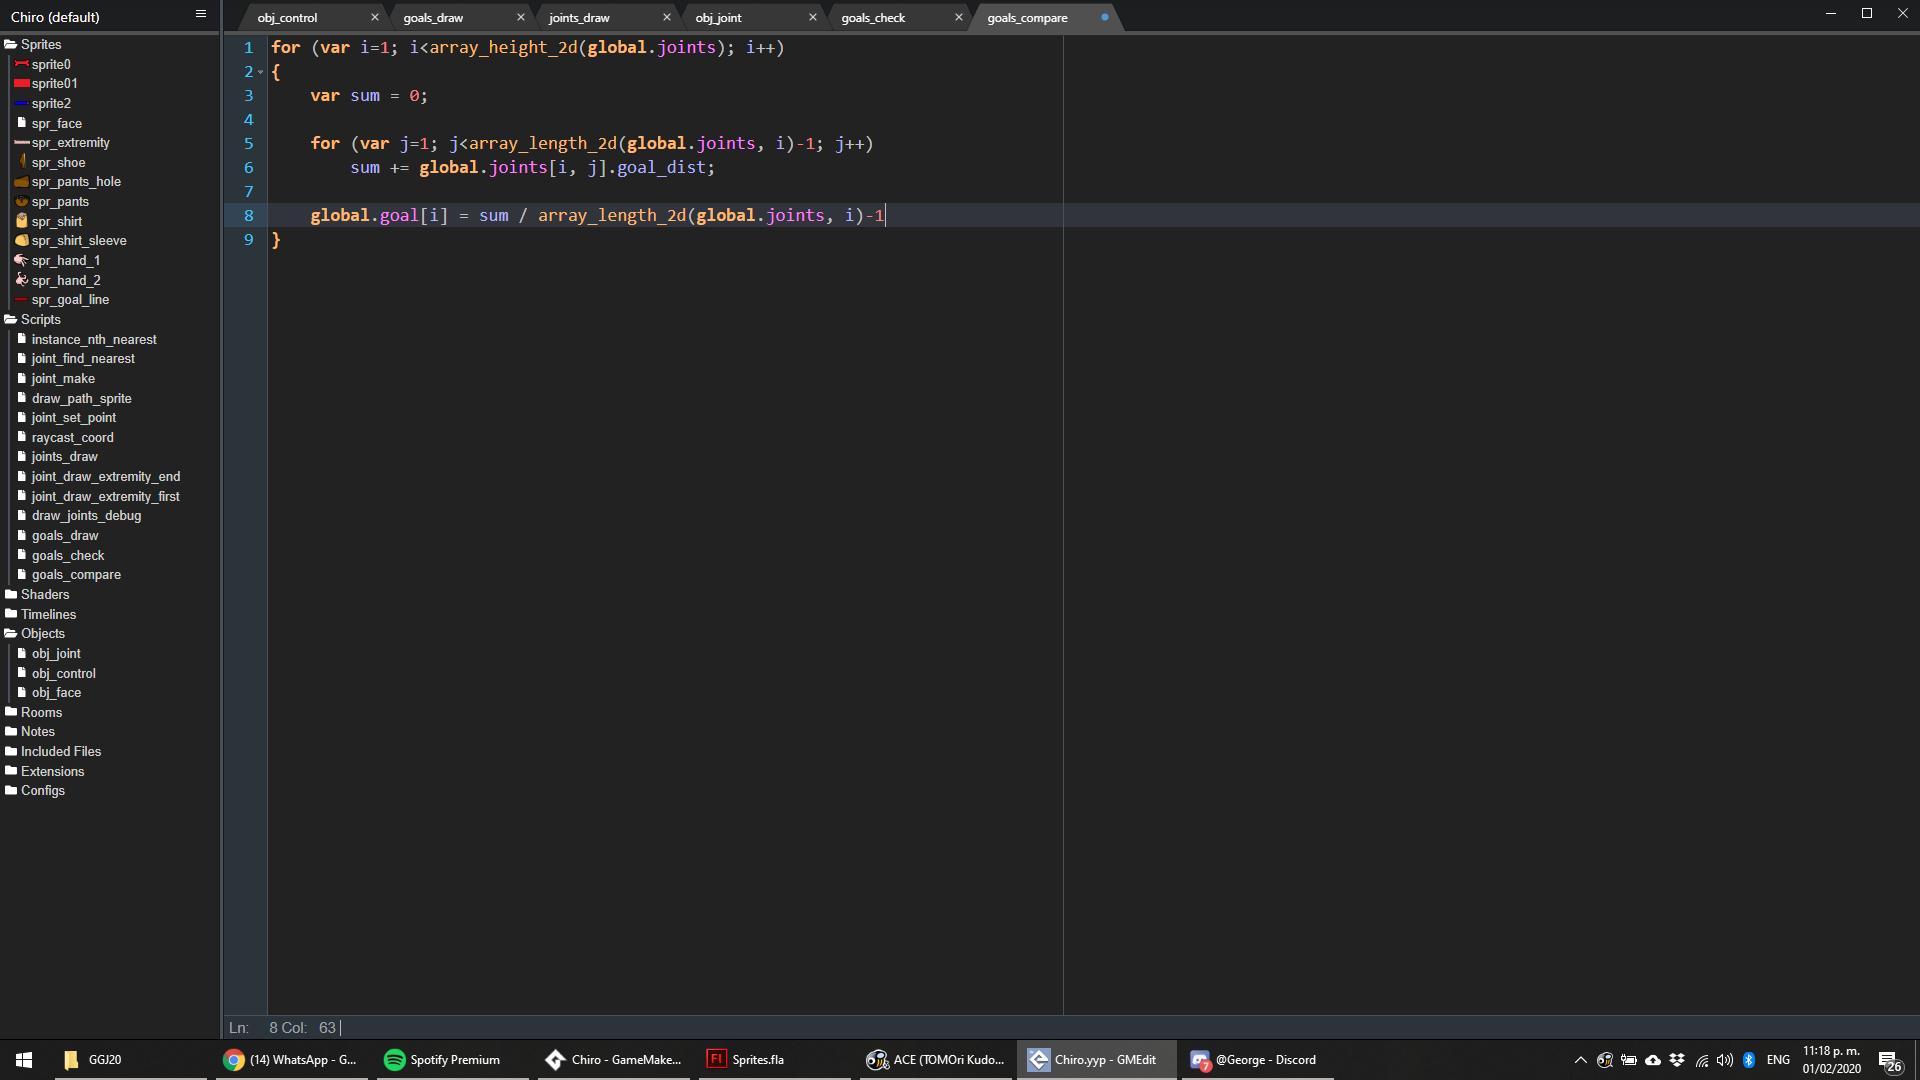 Chiro (default)
obj_control
goals_draw
joints_draw
obj_joint
goals_check
goals_compare
Sprites
sprite0
sprite01
sprite2
spr_face
spr_extremity
spr_shoe
spr_pants_hole
spr_pants
spr_shirt
spr_shirt_sleeve
spr_hand_1
spr_hand_2
spr_goal_line
Scripts
instance_nth_nearest
joint_find_nearest
joint_make
draw_path_sprite
joint_set_point
raycast_coord
joints_draw
joint_draw_extremity_end
joint_draw_extremity_first
draw_joints_debug
goals_draw
goals_check
goals_compare
Shaders
Timelines
Objects
obj_joint
obj_control
obj_face
Rooms
Notes
Included Files
Extensions
Configs
1 for (var i=1; i<array_height_2d(global.joints); i++)
2 {
3     var sum = 0;
4
5     for (var j=1; j<array_length_2d(global.joints, i)-1; j++)
6         sum += global.joints[i, j].goal_dist;
7
8     global.goal[i] = sum / array_length_2d(global.joints, i)-1
9 }
Ln: 8 Col: 63
GGJ20
(14) WhatsApp - G...
Spotify Premium
Chiro - GameMake...
Fl
Sprites.fla
ACE (TOMOri Kudo...
Chiro.yyp - GMEdit
7
@George - Discord
ENG
11:18 p. m.
01/02/2020
26